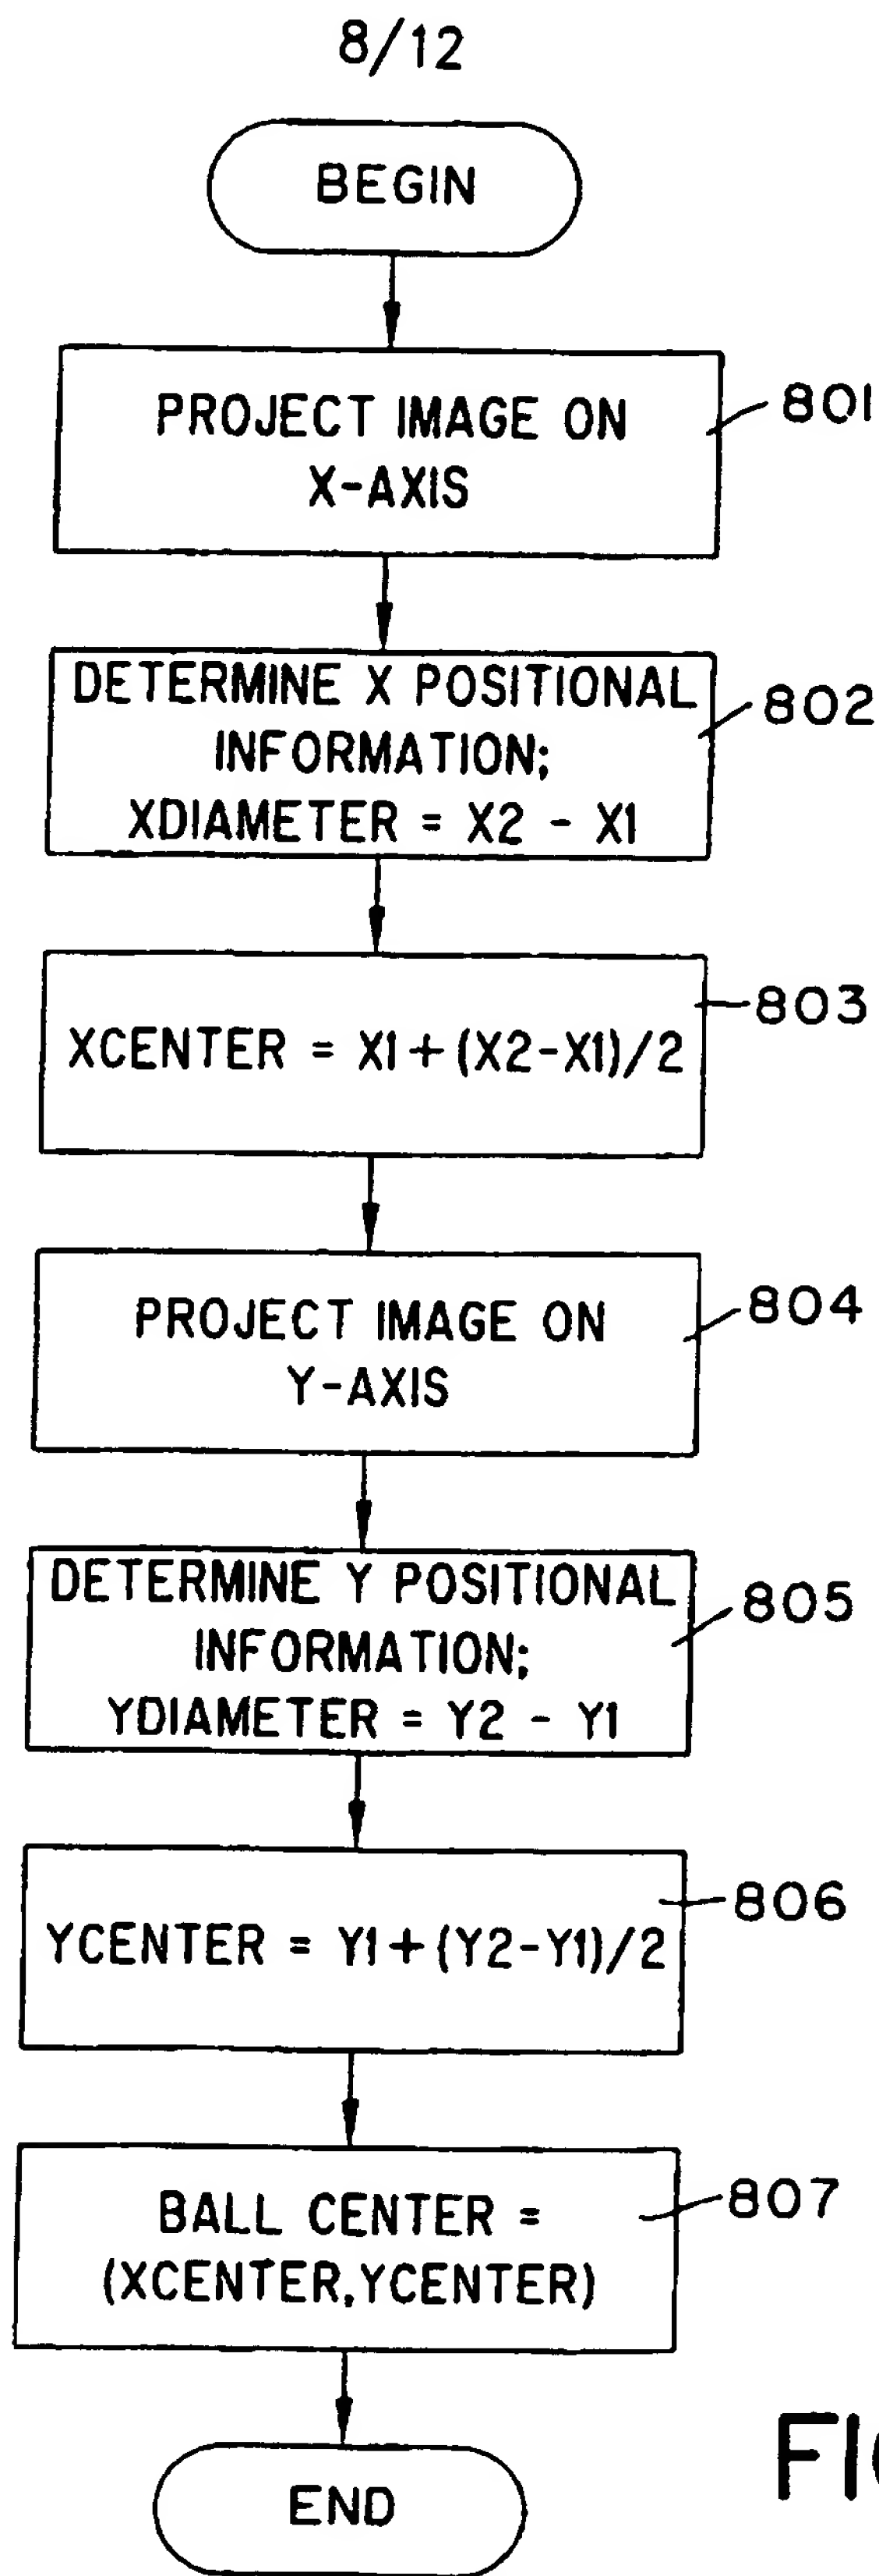 8/12
BEGIN
PROJECT IMAGE ON
X-AXIS
801
DETERMINE X POSITIONAL
INFORMATION;
XDIAMETER = X2 - X1
802
XCENTER = X1+(X2-X1)/2
803
PROJECT IMAGE ON
Y-AXIS
804
DETERMINE Y POSITIONAL
INFORMATION;
YDIAMETER = Y2 - Y1
805
YCENTER = Y1+(Y2-Y1)/2
806
BALL CENTER =
(XCENTER,YCENTER)
807
END